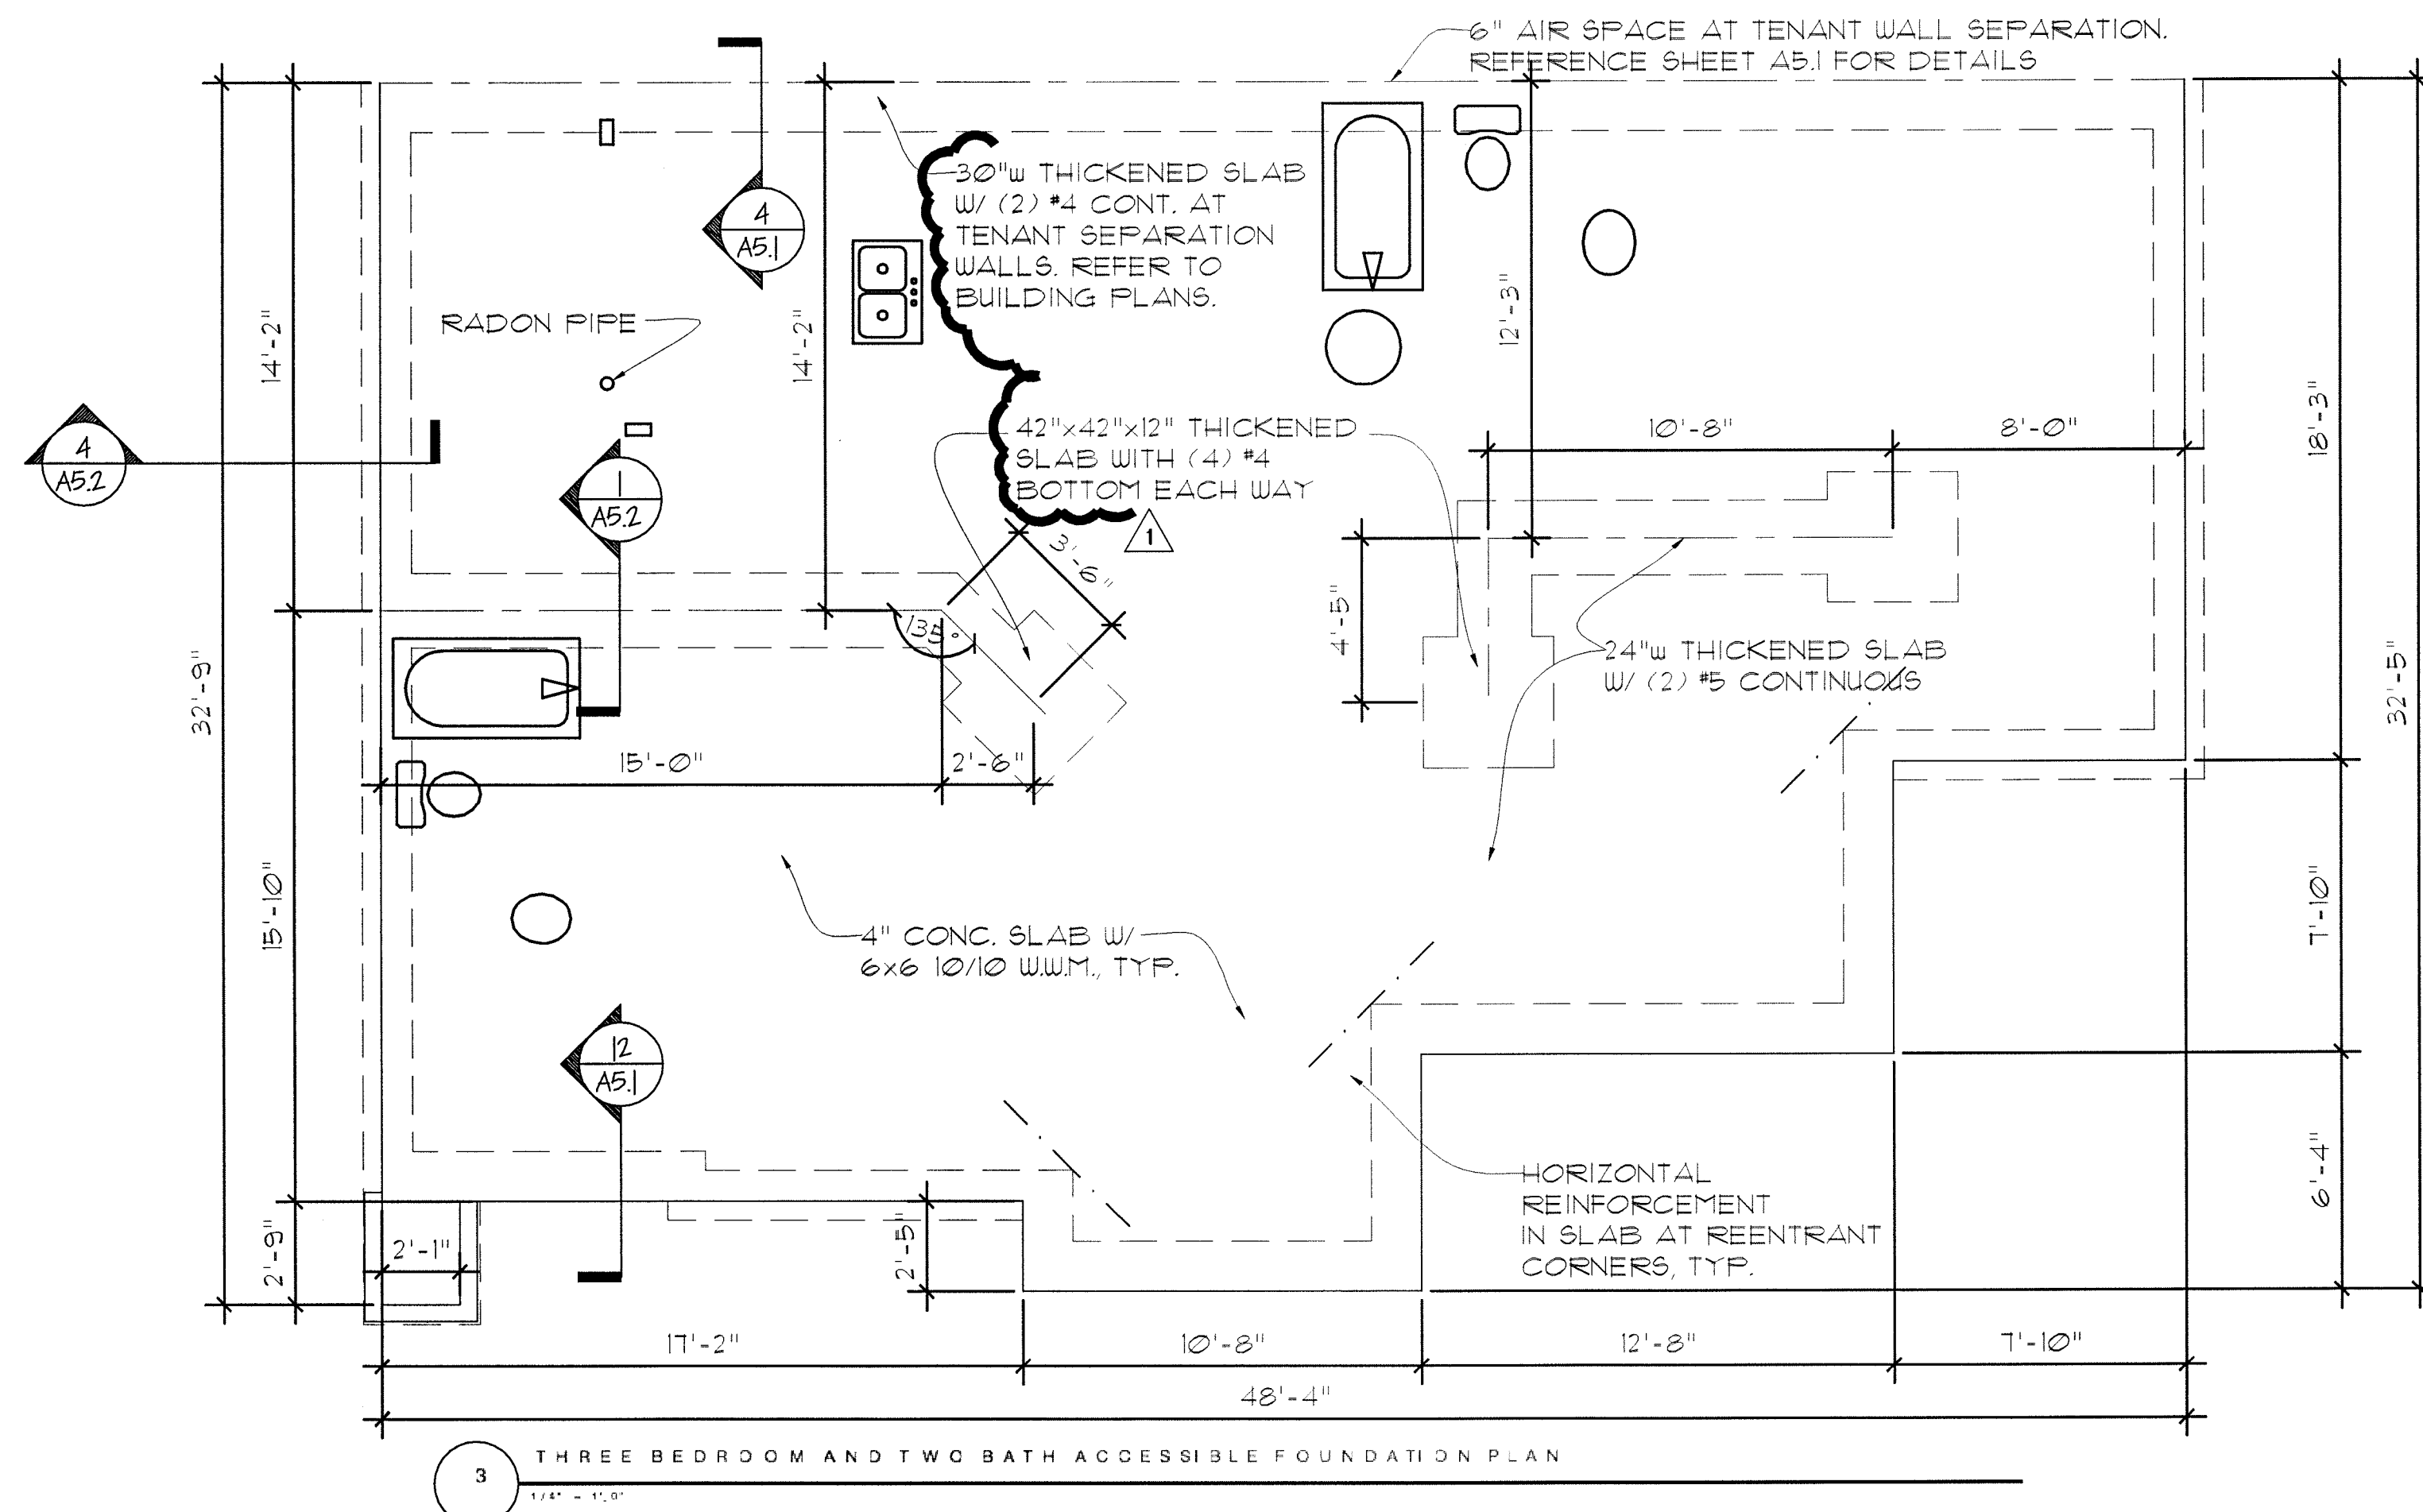 6" AIR SPACE AT TENANT WALL SEPARATION.
REFERENCE SHEET A5.1 FOR DETAILS
30"w THICKENED SLAB
W/ (2) #4 CONT. AT
TENANT SEPARATION
WALLS. REFER TO
BUILDING PLANS.
4
A5.1
RADON PIPE
14'-2"
14'-2"
12'-3"
18'-3"
4
A5.2
1
A5.2
42"x42"x12" THICKENED
SLAB WITH (4) #4
BOTTOM EACH WAY
1
10'-8"
8'-0"
3'-6"
135°
4'-5"
24"w THICKENED SLAB
W/ (2) #5 CONTINUOUS
32'-9"
32'-5"
15'-0"
2'-6"
15'-10"
7'-10"
4" CONC. SLAB W/
6x6 10/10 W.W.M., TYP.
12
A5.1
HORIZONTAL
REINFORCEMENT
IN SLAB AT REENTRANT
CORNERS, TYP.
6'-4"
2'-9"
2'-1"
2'-5"
17'-2"
10'-8"
12'-8"
7'-10"
48'-4"
3
THREE BEDROOM AND TWO BATH ACCESSIBLE FOUNDATION PLAN
1/4" = 1'.0"